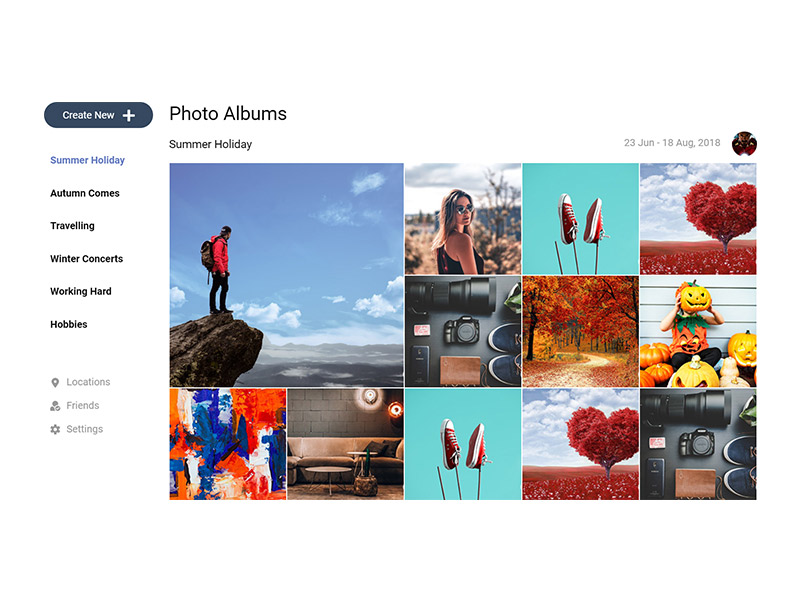 Create New
Photo Albums
Summer Holiday
23 Jun - 18 Aug, 2018
Summer Holiday
Autumn Comes
Travelling
Winter Concerts
Working Hard
Hobbies
Locations
Friends
Settings